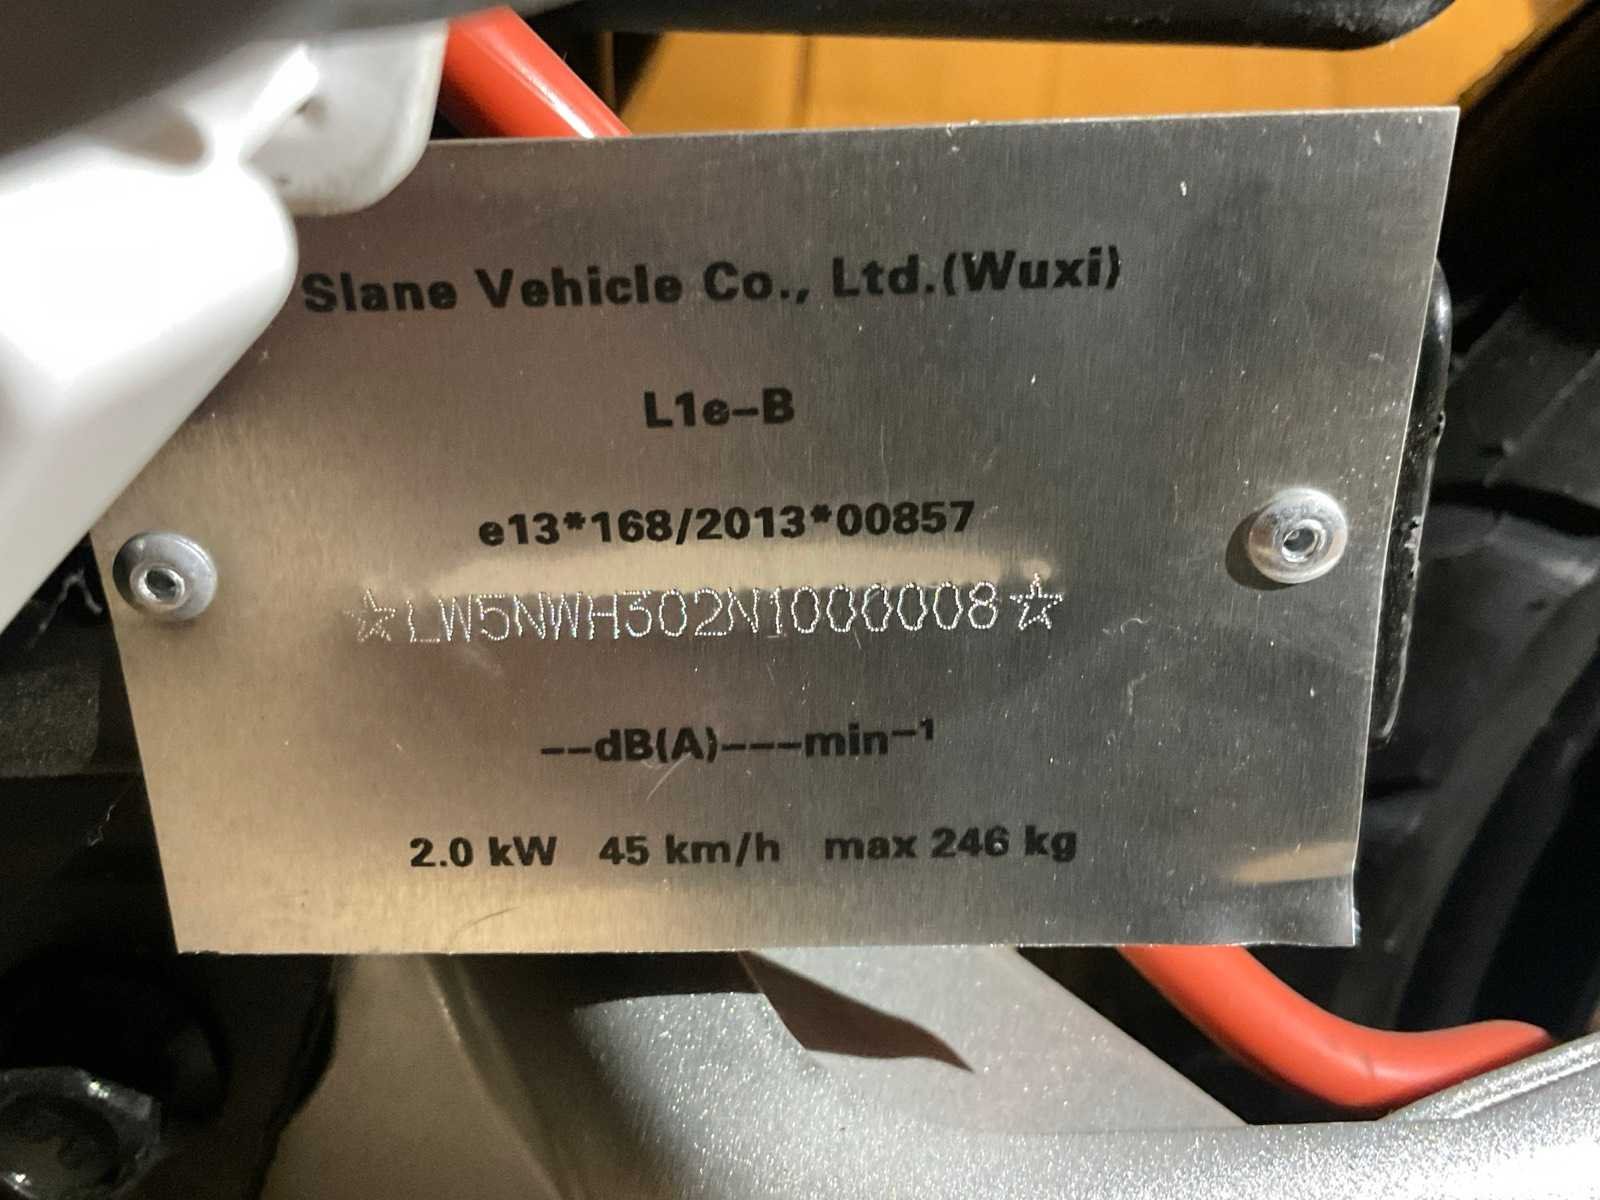 Slane Vehicle Co., Ltd.(Wuxi)
L1e-B
e13*168/2013*00857
☆LW5NWH302N1000008☆
--dB(A)---min⁻¹
2.0 kW 45 km/h max 246 kg